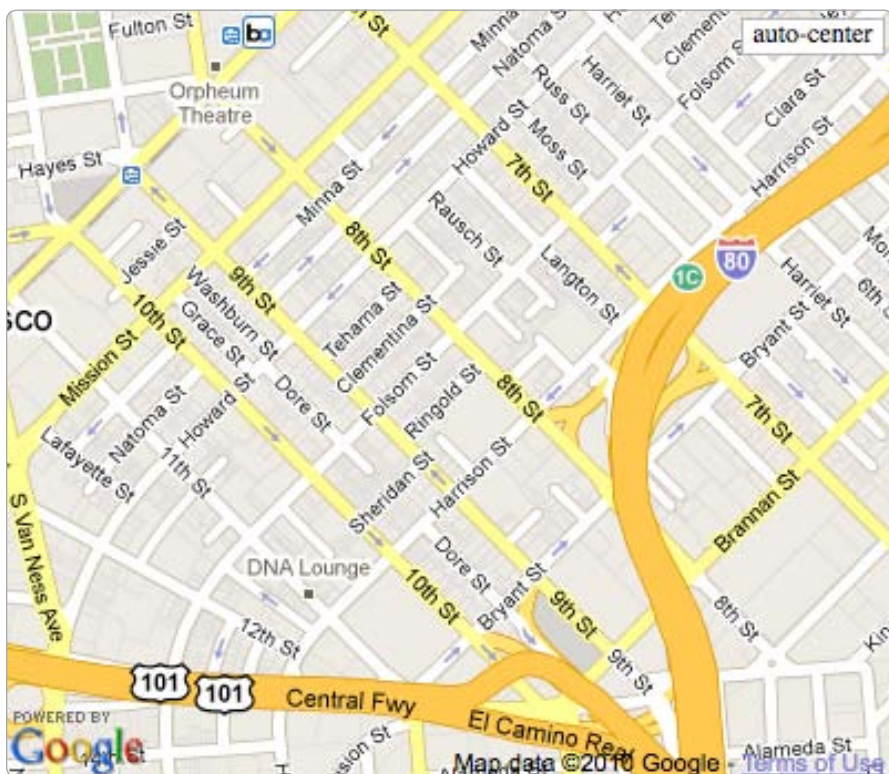 Fulton St
ba
auto-center
Orpheum
Theatre
Hayes St
Minna
Natoma St
Russ St
Moss St
Harriet St
Clementi
Folsom St
Clara St
Harrison St
Howard St
7th St
Minna St
8th St
Rausch St
Langton St
1C
80
Harriet St
6th St
Jessie St
Washburn St
9th St
Grace St
10th St
SCO
Mission St
Tehama St
Clementina St
Folsom St
Dore St
Ringold St
8th St
Bryant St
7th St
Natoma St
Howard St
Lafayette St
11th St
Sheridan St
Harrison St
Brannan St
S Van Ness Ave
DNA Lounge
10th St
Dore St
Bryant St
9th St
9th St
8th St
12th St
101
101
Central Fwy
El Camino Real
POWERED BY
Google
14th St
Map data ©2010 Google - Terms of Use
Alameda St